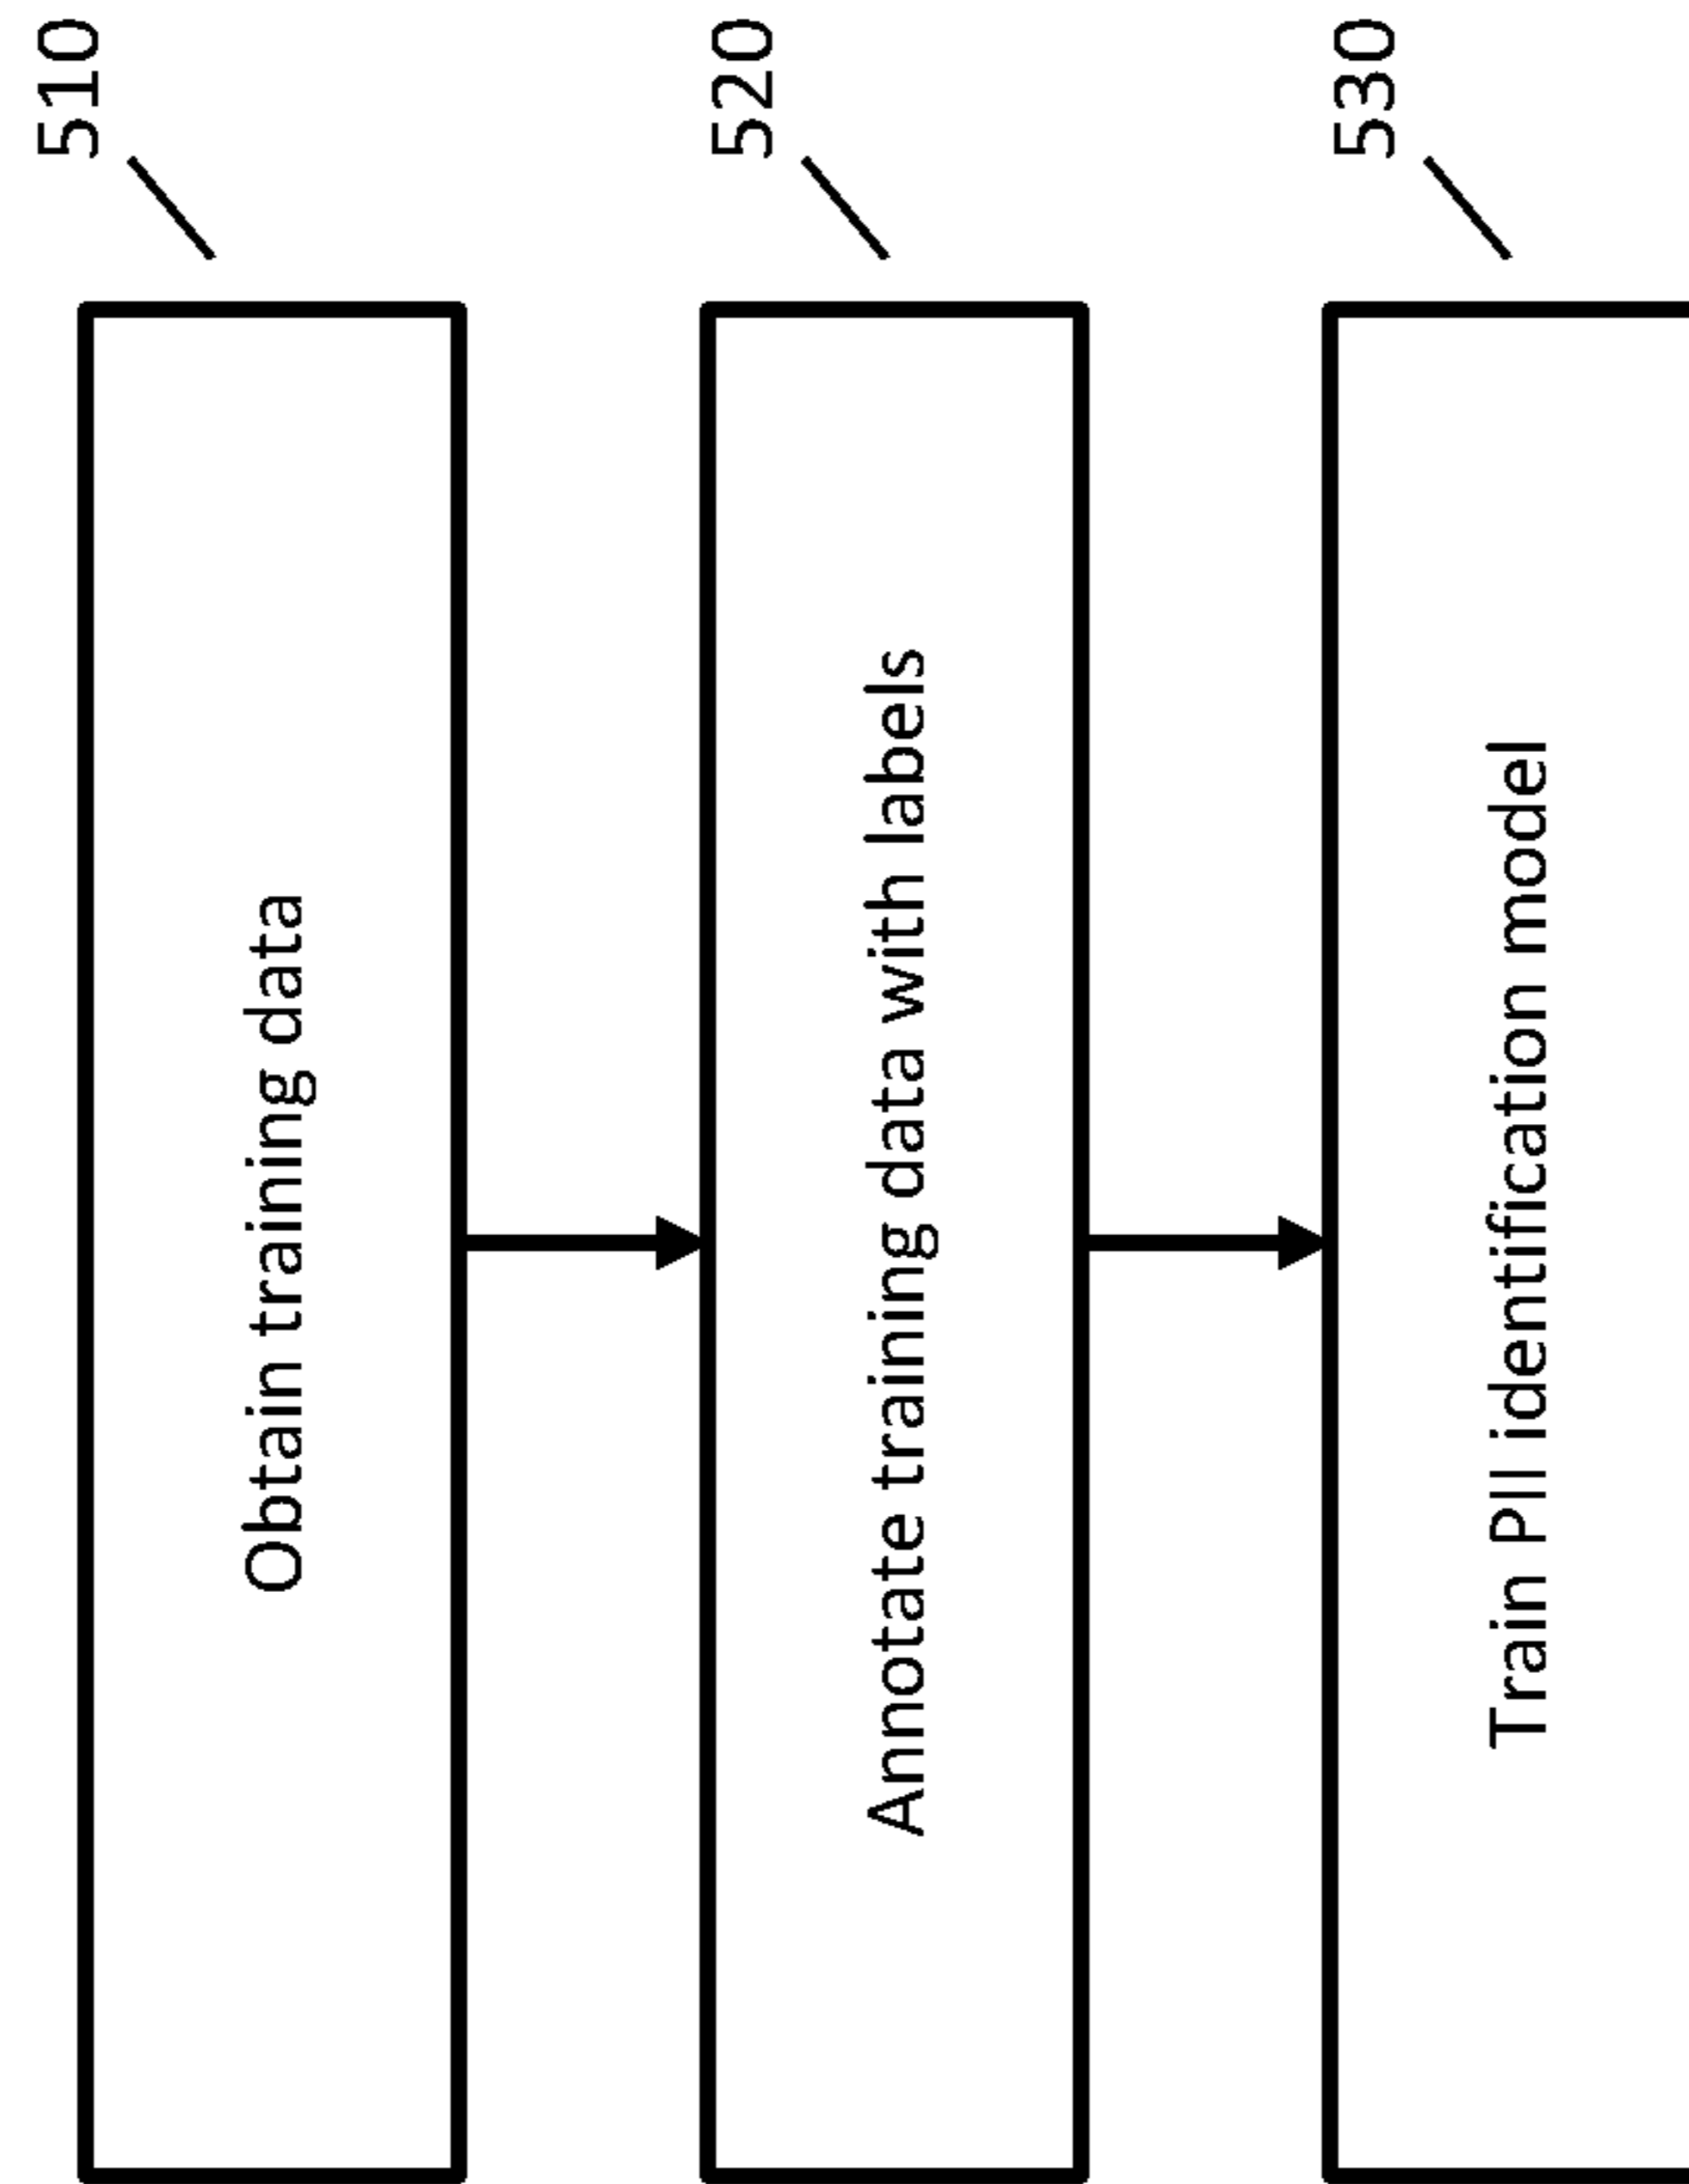 510
Obtain training data
520
Annotate training data with labels
530
Train PII identification model